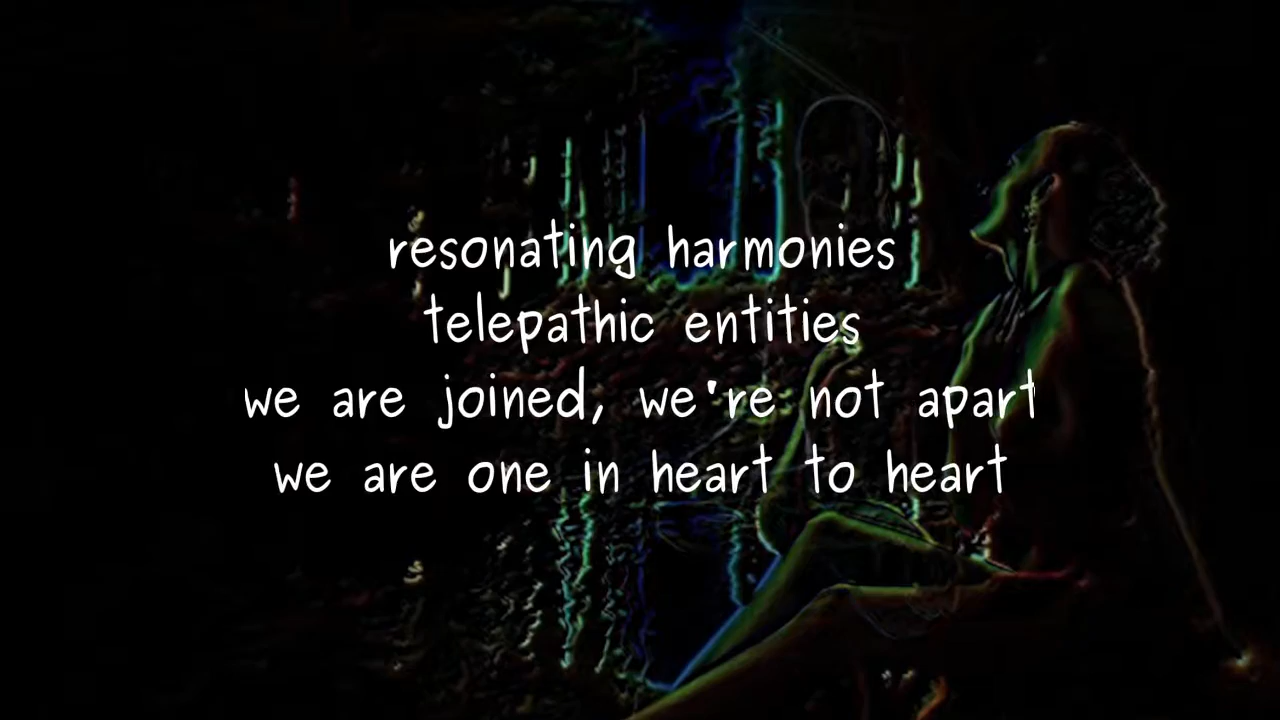 resonating harmonies
telepathic entities
we are joined, we're not apart
we are one in heart to heart